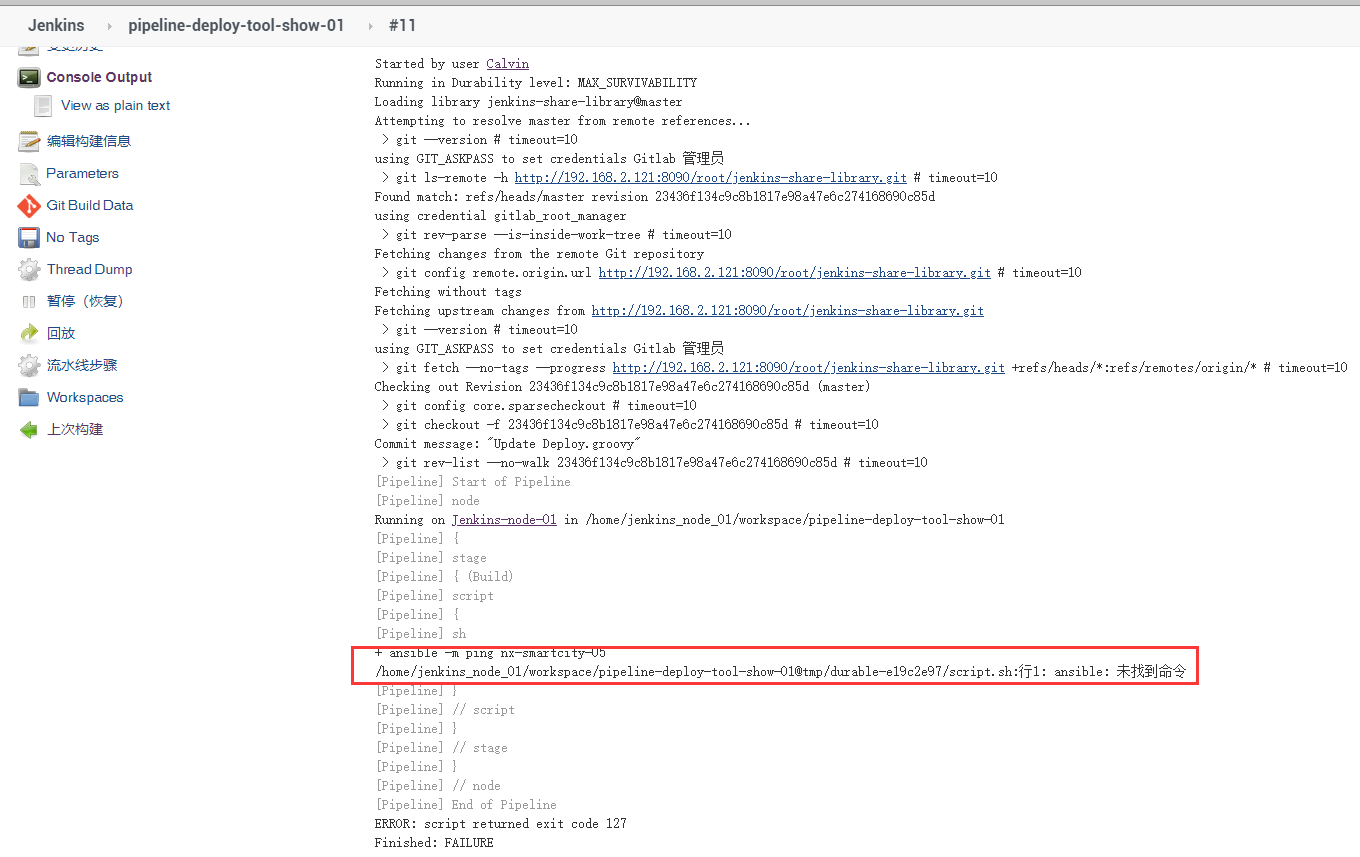 Jenkins › pipeline-deploy-tool-show-01 › #11
变更历史
Console Output
View as plain text
编辑构建信息
Parameters
Git Build Data
No Tags
Thread Dump
暂停（恢复）
回放
流水线步骤
Workspaces
上次构建
Started by user Calvin
Running in Durability level: MAX_SURVIVABILITY
Loading library jenkins-share-library@master
Attempting to resolve master from remote references...
> git --version # timeout=10
using GIT_ASKPASS to set credentials Gitlab 管理员
> git ls-remote -h http://192.168.2.121:8090/root/jenkins-share-library.git # timeout=10
Found match: refs/heads/master revision 23436f134c9c8b1817e98a47e6c274168690c85d
using credential gitlab_root_manager
> git rev-parse --is-inside-work-tree # timeout=10
Fetching changes from the remote Git repository
> git config remote.origin.url http://192.168.2.121:8090/root/jenkins-share-library.git # timeout=10
Fetching without tags
Fetching upstream changes from http://192.168.2.121:8090/root/jenkins-share-library.git
> git --version # timeout=10
using GIT_ASKPASS to set credentials Gitlab 管理员
> git fetch --no-tags --progress http://192.168.2.121:8090/root/jenkins-share-library.git +refs/heads/*:refs/remotes/origin/* # timeout=10
Checking out Revision 23436f134c9c8b1817e98a47e6c274168690c85d (master)
> git config core.sparsecheckout # timeout=10
> git checkout -f 23436f134c9c8b1817e98a47e6c274168690c85d # timeout=10
Commit message: "Update Deploy.groovy"
> git rev-list --no-walk 23436f134c9c8b1817e98a47e6c274168690c85d # timeout=10
[Pipeline] Start of Pipeline
[Pipeline] node
Running on Jenkins-node-01 in /home/jenkins_node_01/workspace/pipeline-deploy-tool-show-01
[Pipeline] {
[Pipeline] stage
[Pipeline] { (Build)
[Pipeline] script
[Pipeline] {
[Pipeline] sh
+ ansible -m ping nx-smartcity-05
/home/jenkins_node_01/workspace/pipeline-deploy-tool-show-01@tmp/durable-e19c2e97/script.sh:行1: ansible: 未找到命令
[Pipeline] }
[Pipeline] // script
[Pipeline] }
[Pipeline] // stage
[Pipeline] }
[Pipeline] // node
[Pipeline] End of Pipeline
ERROR: script returned exit code 127
Finished: FAILURE